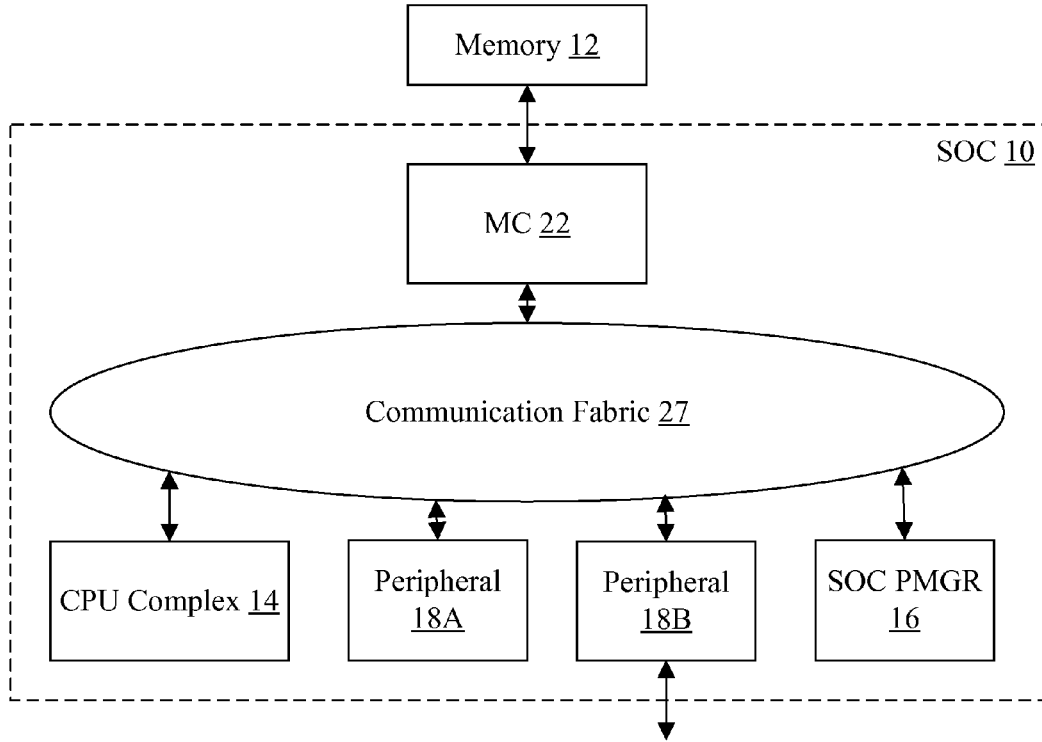 Memory 12
SOC 10
MC 22
Communication Fabric 27
CPU Complex 14
Peripheral
18A
Peripheral
18B
SOC PMGR
16